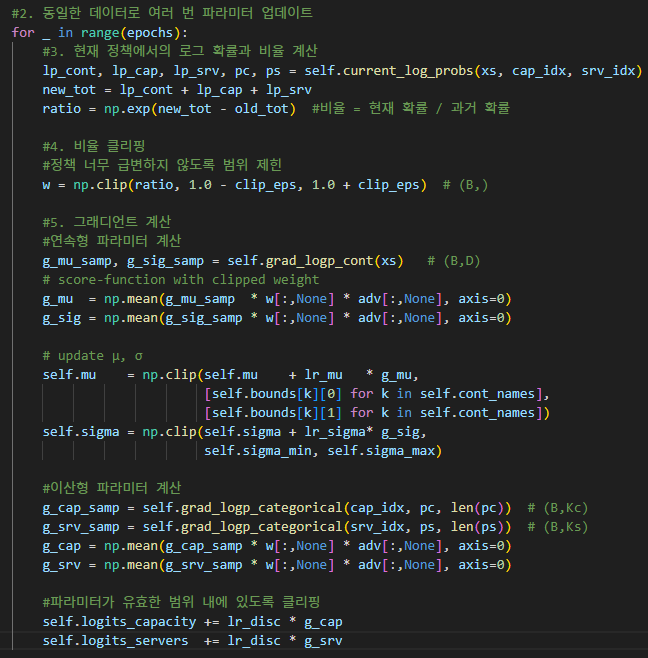 #2. 동일한 데이터로 여러 번 파라미터 업데이트
for _ in range(epochs):
    #3. 현재 정책에서의 로그 확률과 비율 계산
    lp_cont, lp_cap, lp_srv, pc, ps = self.current_log_probs(xs, cap_idx, srv_idx)
    new_tot = lp_cont + lp_cap + lp_srv
    ratio = np.exp(new_tot - old_tot)  #비율 = 현재 확률 / 과거 확률

    #4. 비율 클리핑
    #정책 너무 급변하지 않도록 범위 제힌
    w = np.clip(ratio, 1.0 - clip_eps, 1.0 + clip_eps)  # (B,)

    #5. 그래디언트 계산
    #연속형 파라미터 계산
    g_mu_samp, g_sig_samp = self.grad_logp_cont(xs)   # (B,D)
    # score-function with clipped weight
    g_mu  = np.mean(g_mu_samp  * w[:,None] * adv[:,None], axis=0)
    g_sig = np.mean(g_sig_samp * w[:,None] * adv[:,None], axis=0)

    # update μ, σ
    self.mu    = np.clip(self.mu    + lr_mu   * g_mu,
                         [self.bounds[k][0] for k in self.cont_names],
                         [self.bounds[k][1] for k in self.cont_names])
    self.sigma = np.clip(self.sigma + lr_sigma* g_sig,
                         self.sigma_min, self.sigma_max)

    #이산형 파라미터 계산
    g_cap_samp = self.grad_logp_categorical(cap_idx, pc, len(pc))  # (B,Kc)
    g_srv_samp = self.grad_logp_categorical(srv_idx, ps, len(ps))  # (B,Ks)
    g_cap = np.mean(g_cap_samp * w[:,None] * adv[:,None], axis=0)
    g_srv = np.mean(g_srv_samp * w[:,None] * adv[:,None], axis=0)

    #파라미터가 유효한 범위 내에 있도록 클리핑
    self.logits_capacity += lr_disc * g_cap
    self.logits_servers  += lr_disc * g_srv